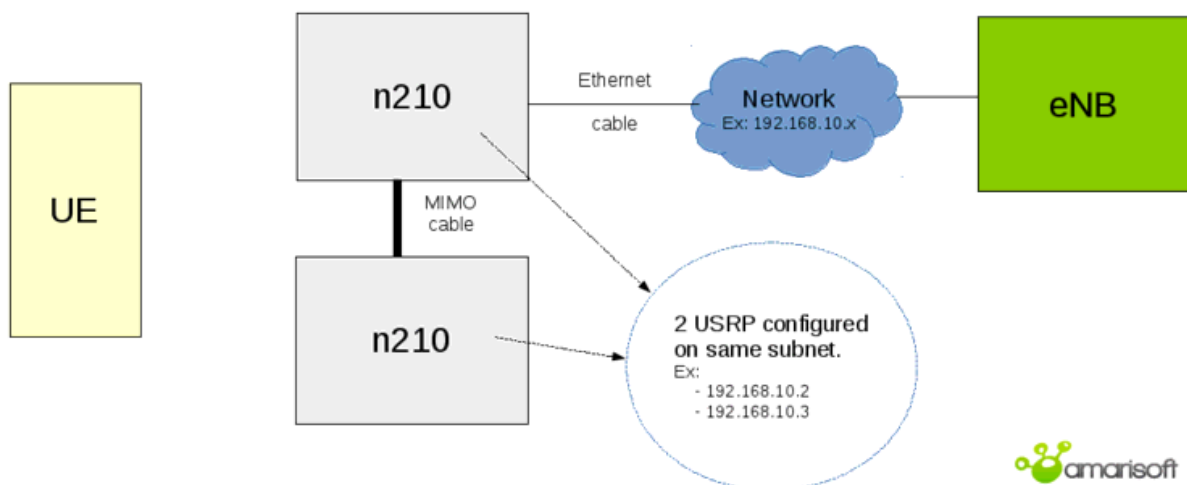 UE
n210
Ethernet
cable
Network
Ex: 192.168.10.x
eNB
MIMO
cable
n210
2 USRP configured
on same subnet.
Ex:
- 192.168.10.2
- 192.168.10.3
amarisoft